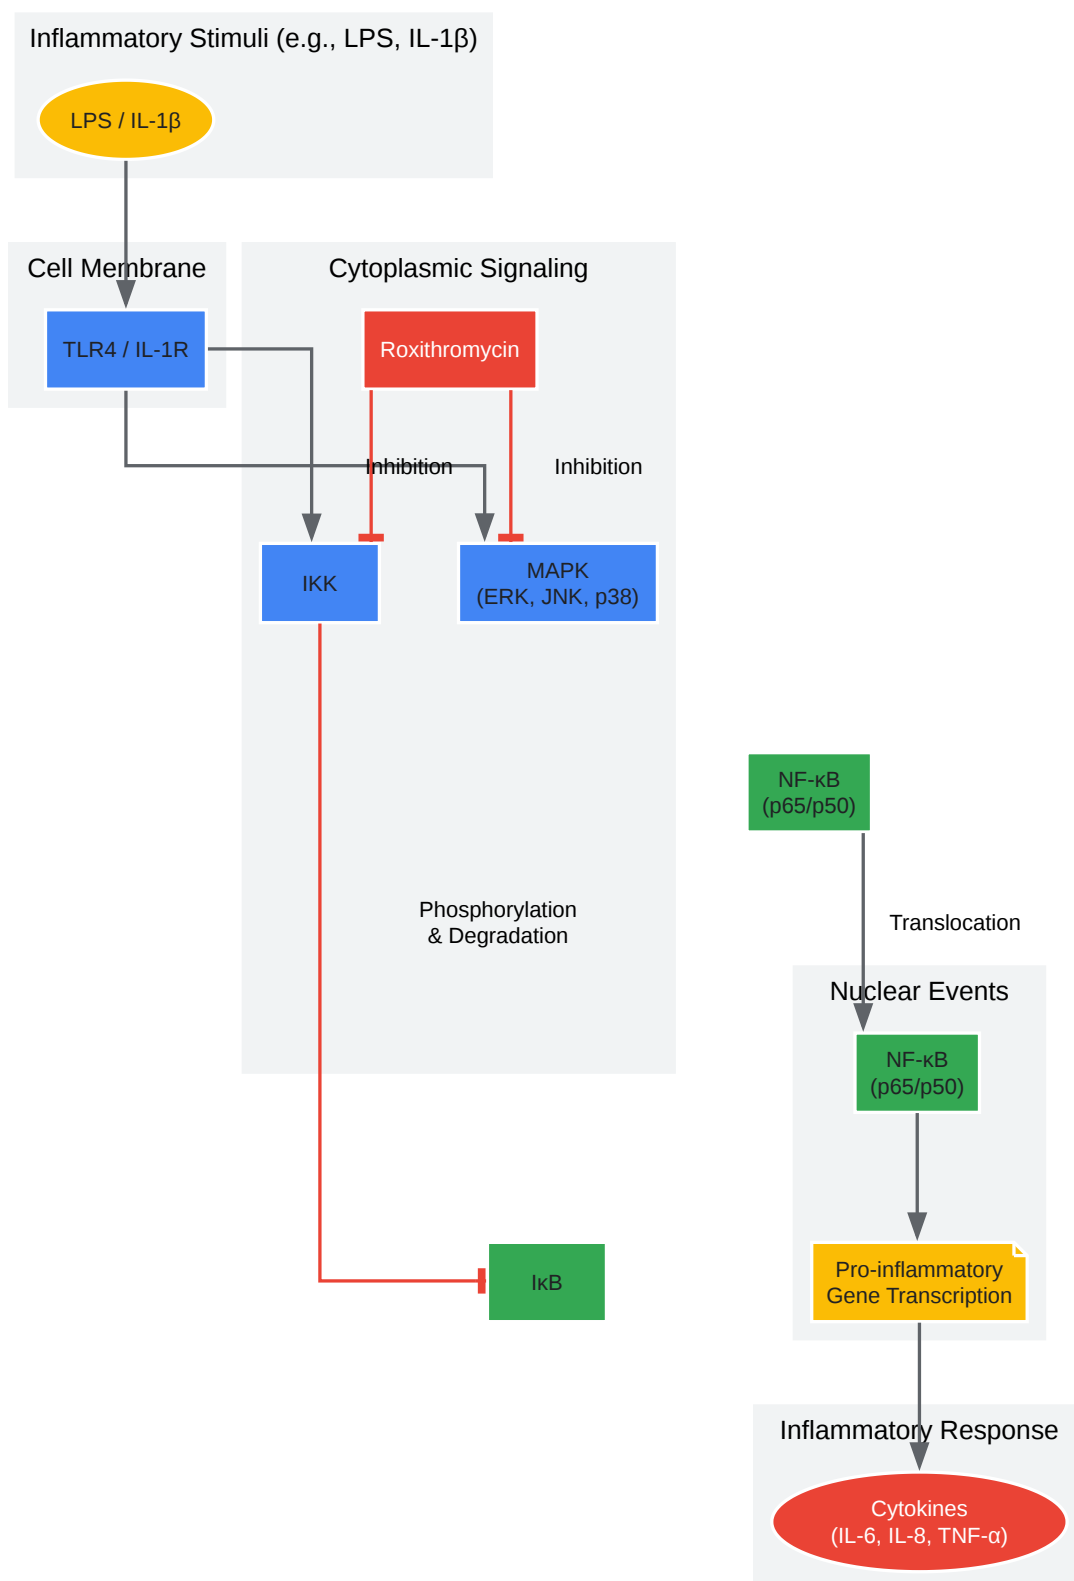 Inflammatory Stimuli (e.g., LPS, IL-1β)
LPS / IL-1β
Cell Membrane
TLR4 / IL-1R
Cytoplasmic Signaling
Roxithromycin
Inhibition
Inhibition
IKK
MAPK
(ERK, JNK, p38)
NF-κB
(p65/p50)
Phosphorylation
& Degradation
Translocation
Nuclear Events
NF-κB
(p65/p50)
IκB
Pro-inflammatory
Gene Transcription
Inflammatory Response
Cytokines
(IL-6, IL-8, TNF-α)